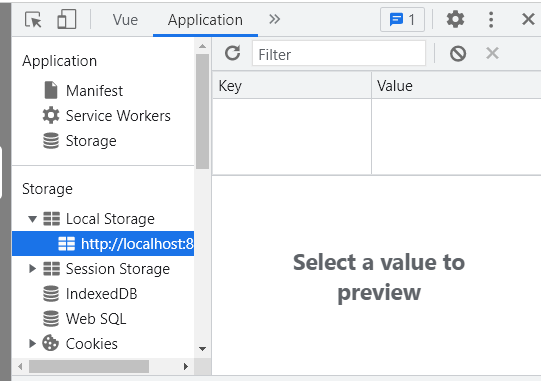 Vue Application 1
Application
Manifest
Service Workers
Storage
Storage
Local Storage
http://localhost:8
Session Storage
IndexedDB
Web SQL
Cookies
Filter
Key Value
Select a value to
preview